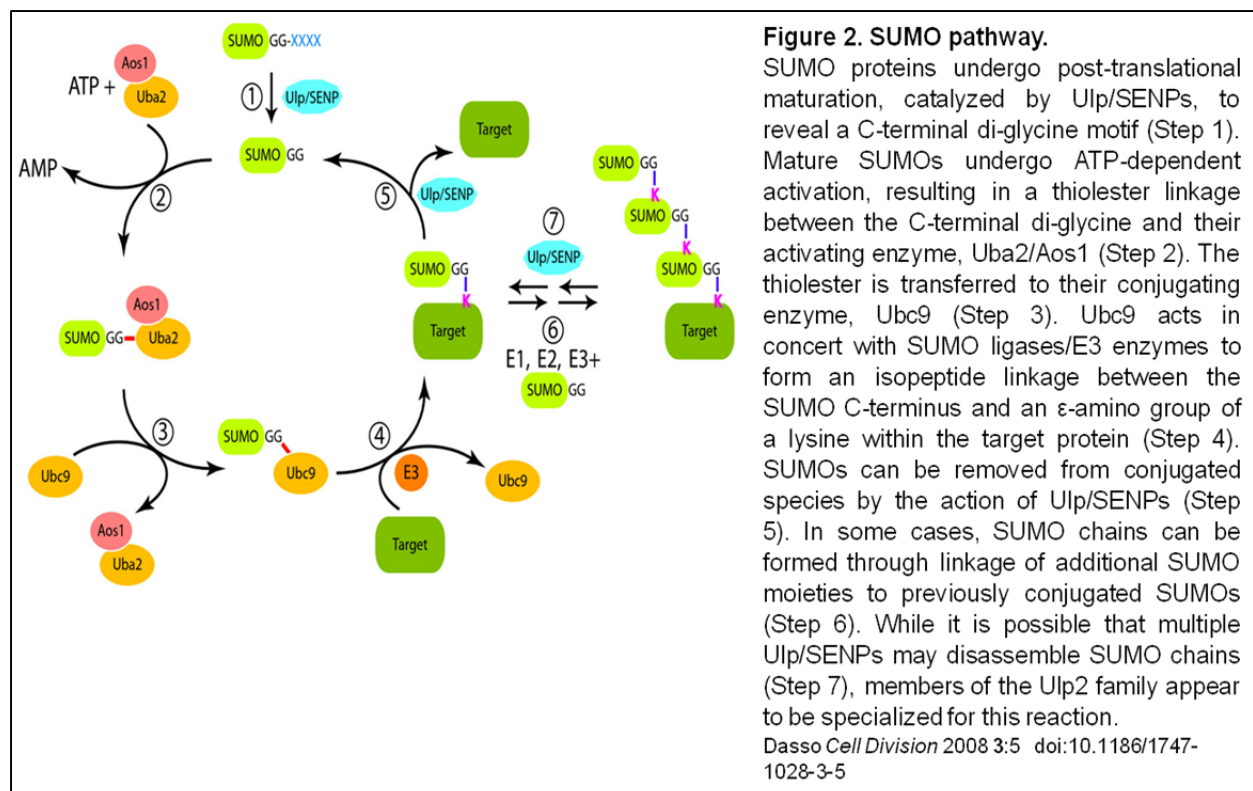 SUMO GG-XXXX
Aos1
ATP + Uba2
① Ulp/SENP
SUMO GG
AMP
②
Target
Ulp/SENP
⑤
Aos1
SUMO GG Uba2
③
Ubc9
Aos1
Uba2
SUMO GG
Ubc9
④
E3
Ubc9
Target
SUMO GG
K
Target
⑦
Ulp/SENP
⑥
E1, E2, E3+
SUMO GG
SUMO GG
K
SUMO GG
K
SUMO GG
K
Target
Figure 2. SUMO pathway.
SUMO proteins undergo post-translational
maturation, catalyzed by Ulp/SENPs, to
reveal a C-terminal di-glycine motif (Step 1).
Mature SUMOs undergo ATP-dependent
activation, resulting in a thiolester linkage
between the C-terminal di-glycine and their
activating enzyme, Uba2/Aos1 (Step 2). The
thiolester is transferred to their conjugating
enzyme, Ubc9 (Step 3). Ubc9 acts in
concert with SUMO ligases/E3 enzymes to
form an isopeptide linkage between the
SUMO C-terminus and an ε-amino group of
a lysine within the target protein (Step 4).
SUMOs can be removed from conjugated
species by the action of Ulp/SENPs (Step
5). In some cases, SUMO chains can be
formed through linkage of additional SUMO
moieties to previously conjugated SUMOs
(Step 6). While it is possible that multiple
Ulp/SENPs may disassemble SUMO chains
(Step 7), members of the Ulp2 family appear
to be specialized for this reaction.
Dasso Cell Division 2008 3:5 doi:10.1186/1747-
1028-3-5